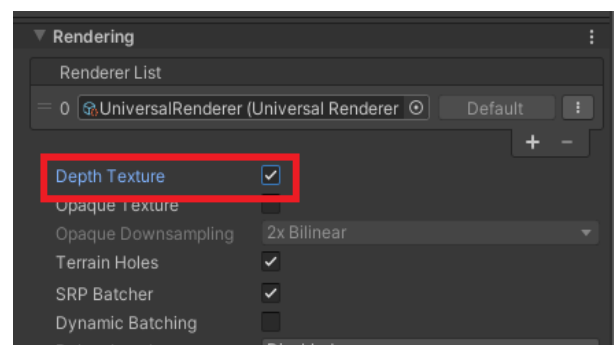 Rendering
Renderer List
0 UniversalRenderer (Universal Renderer Default
Depth Texture
Opaque Texture
Opaque Downsampling 2x Bilinear
Terrain Holes
SRP Batcher
Dynamic Batching